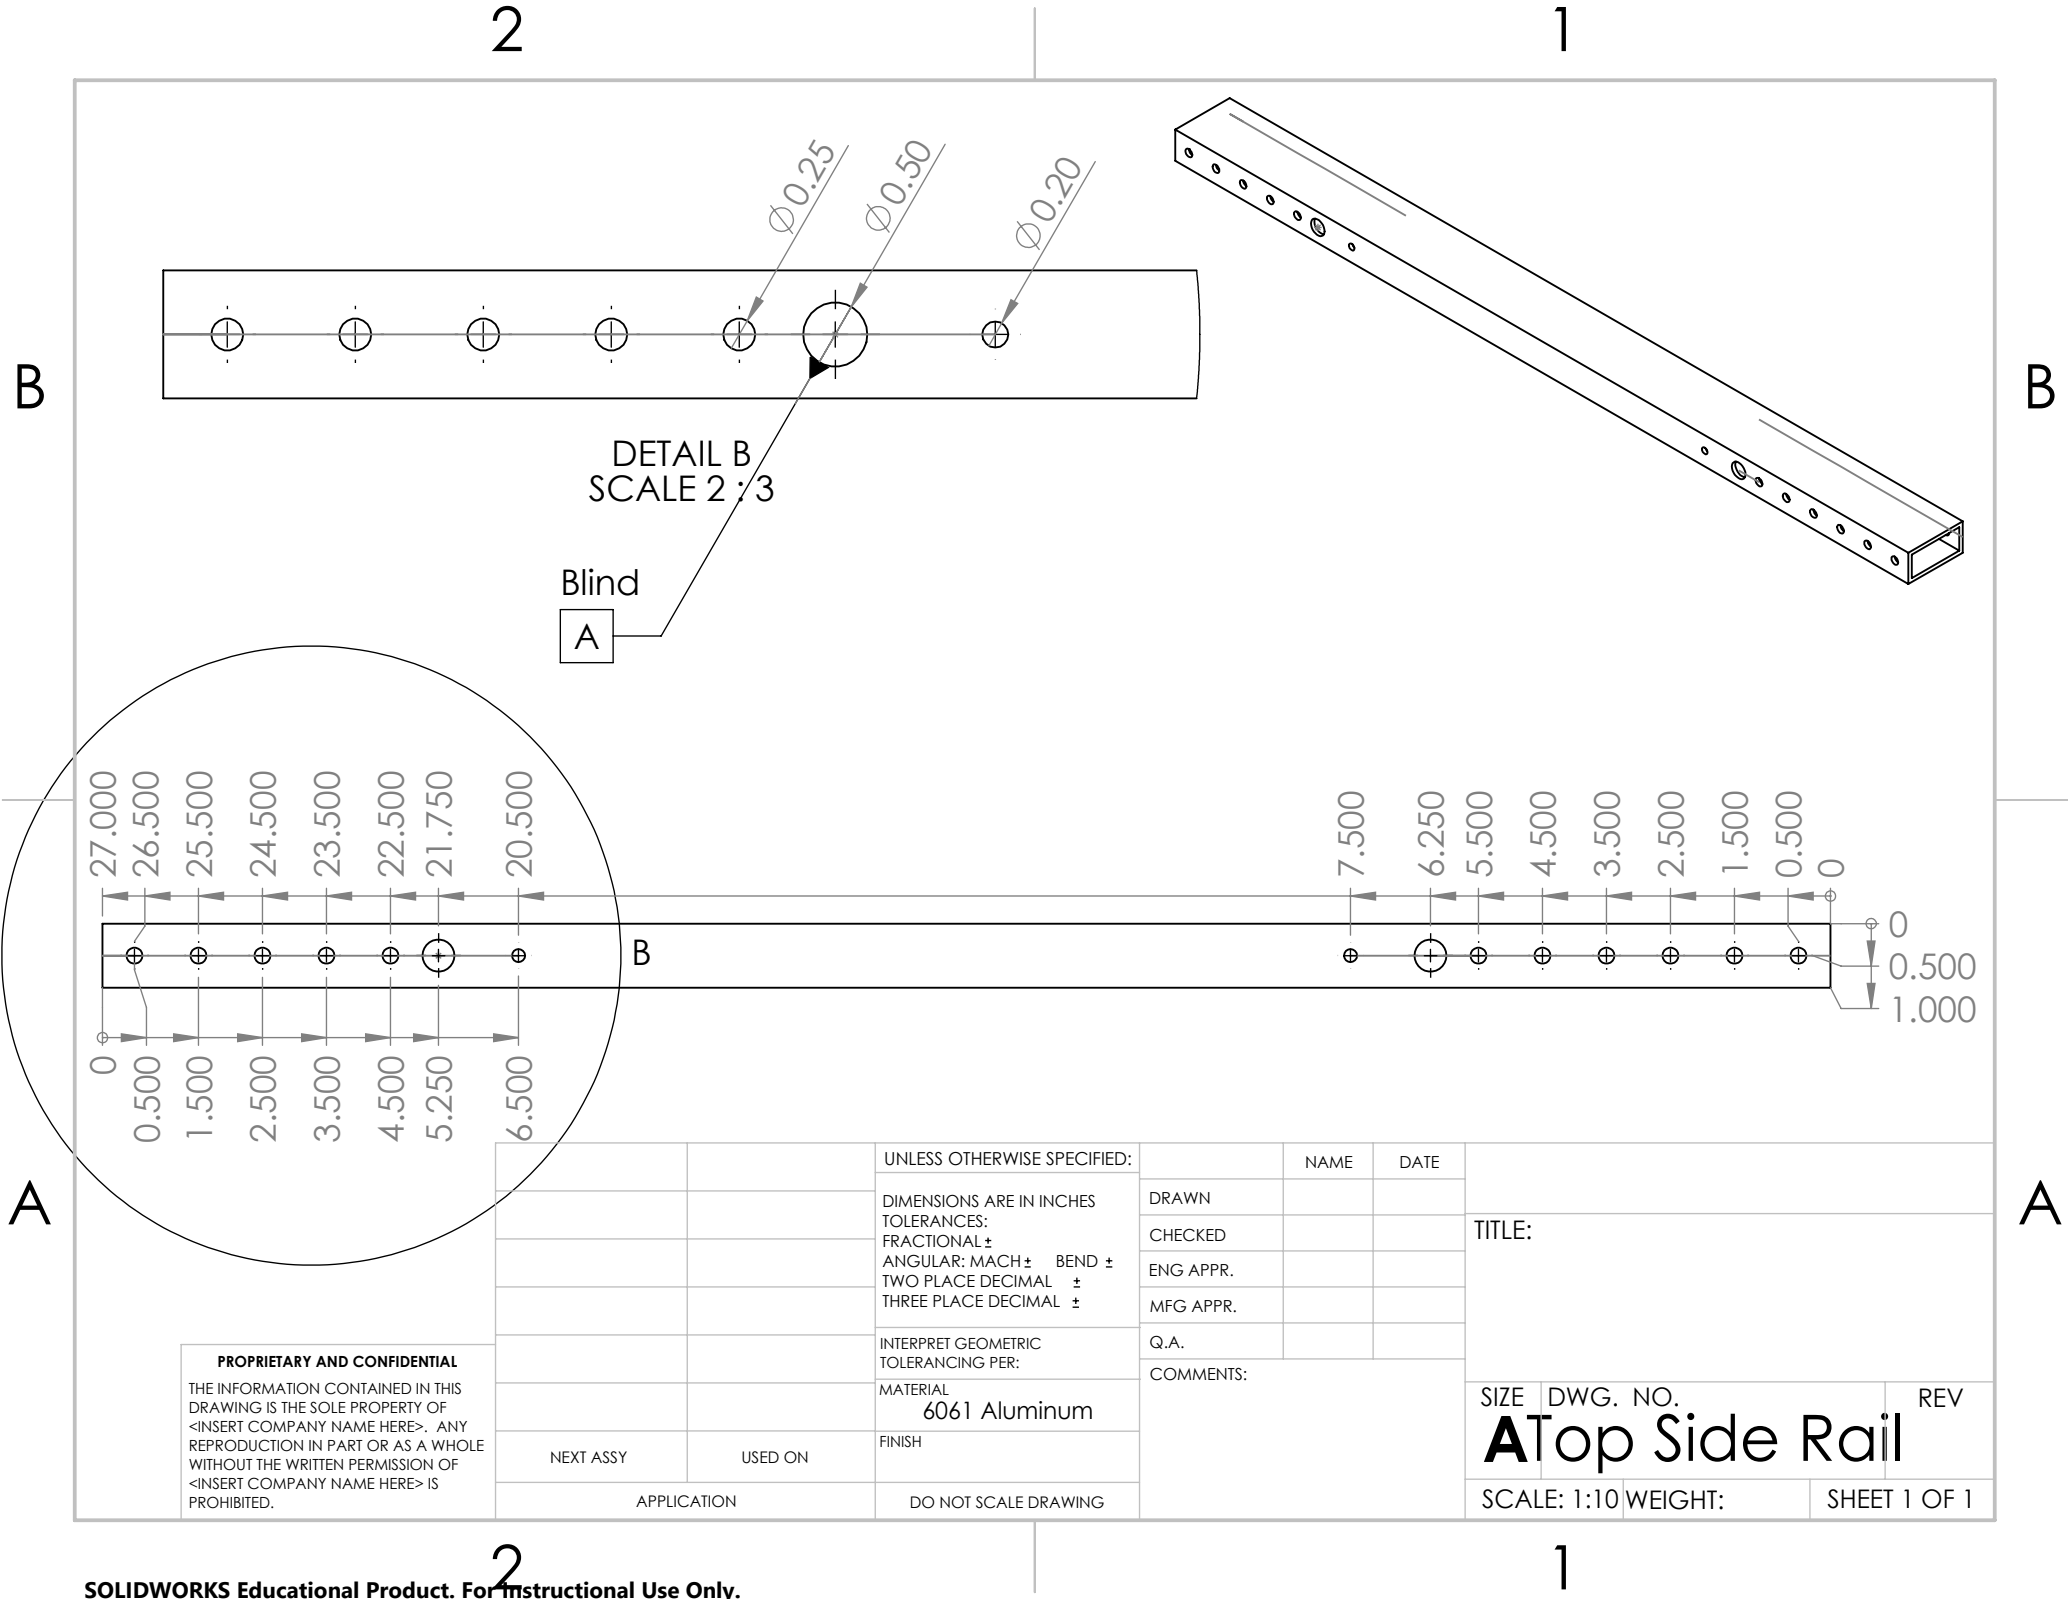 2 1
B B
⌀0.25
⌀0.50
⌀0.20
DETAIL B
SCALE 2 : 3
Blind
A
27.000
26.500
25.500
24.500
23.500
22.500
21.750
20.500
7.500
6.250
5.500
4.500
3.500
2.500
1.500
0.500
0
B
0
0.500
1.000
0
0.500
1.500
2.500
3.500
4.500
5.250
6.500
A A
UNLESS OTHERWISE SPECIFIED:
DIMENSIONS ARE IN INCHES
TOLERANCES:
FRACTIONAL ±
ANGULAR: MACH ± BEND ±
TWO PLACE DECIMAL ±
THREE PLACE DECIMAL ±
INTERPRET GEOMETRIC
TOLERANCING PER:
MATERIAL
6061 Aluminum
FINISH
DO NOT SCALE DRAWING
NAME DATE
DRAWN
CHECKED
ENG APPR.
MFG APPR.
Q.A.
COMMENTS:
TITLE:
SIZE DWG. NO. REV
A Top Side Rail
SCALE: 1:10 WEIGHT: SHEET 1 OF 1
NEXT ASSY USED ON
APPLICATION
PROPRIETARY AND CONFIDENTIAL
THE INFORMATION CONTAINED IN THIS
DRAWING IS THE SOLE PROPERTY OF
<INSERT COMPANY NAME HERE>. ANY
REPRODUCTION IN PART OR AS A WHOLE
WITHOUT THE WRITTEN PERMISSION OF
<INSERT COMPANY NAME HERE> IS
PROHIBITED.
2 1
SOLIDWORKS Educational Product. For Instructional Use Only.